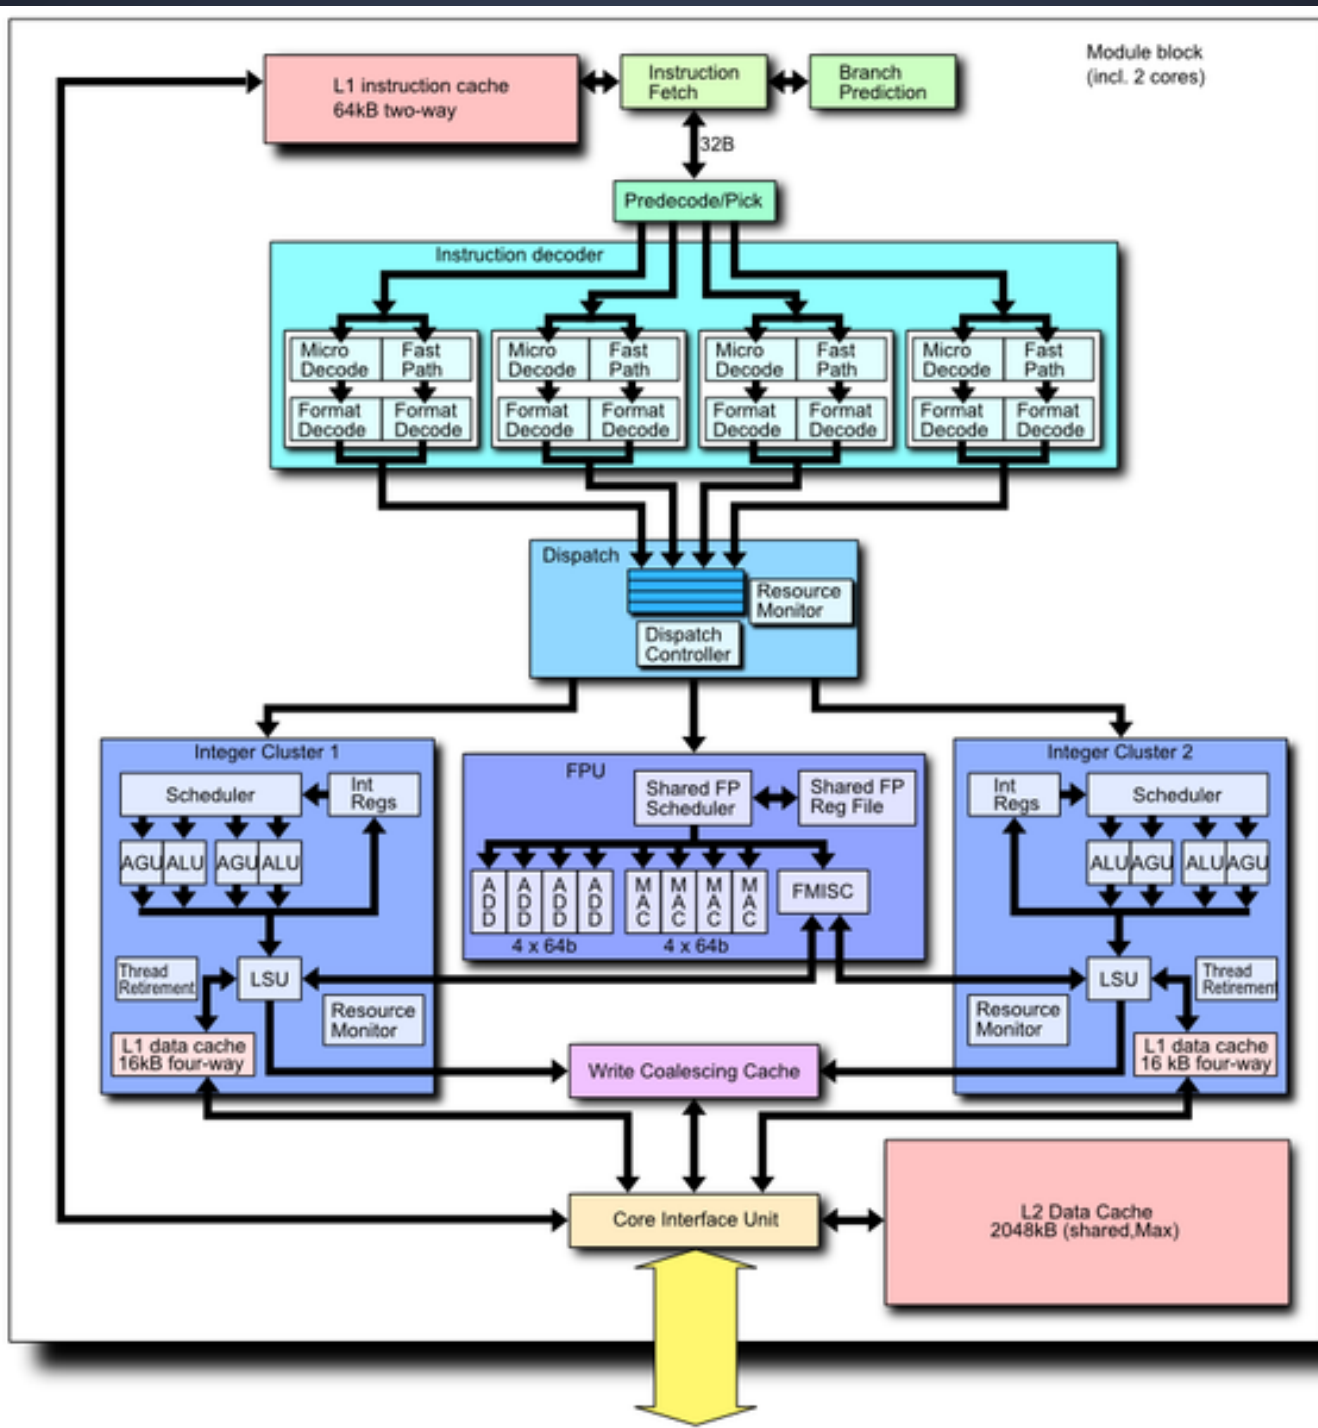 Module block
(incl. 2 cores)
L1 instruction cache
64kB two-way
Instruction
Fetch
Branch
Prediction
32B
Predecode/Pick
Instruction decoder
Micro
Decode
Fast
Path
Format
Decode
Format
Decode
Micro
Decode
Fast
Path
Format
Decode
Format
Decode
Micro
Decode
Fast
Path
Format
Decode
Format
Decode
Micro
Decode
Fast
Path
Format
Decode
Format
Decode
Dispatch
Resource
Monitor
Dispatch
Controller
Integer Cluster 1
Scheduler
Int
Regs
AGU
ALU
AGU
ALU
Thread
Retirement
LSU
Resource
Monitor
L1 data cache
16kB four-way
FPU
Shared FP
Scheduler
Shared FP
Reg File
ADD
ADD
ADD
ADD
MAC
MAC
MAC
MAC
FMISC
4 x 64b
4 x 64b
Integer Cluster 2
Int
Regs
Scheduler
ALU
AGU
ALU
AGU
LSU
Thread
Retirement
Resource
Monitor
L1 data cache
16 kB four-way
Write Coalescing Cache
Core Interface Unit
L2 Data Cache
2048kB (shared,Max)